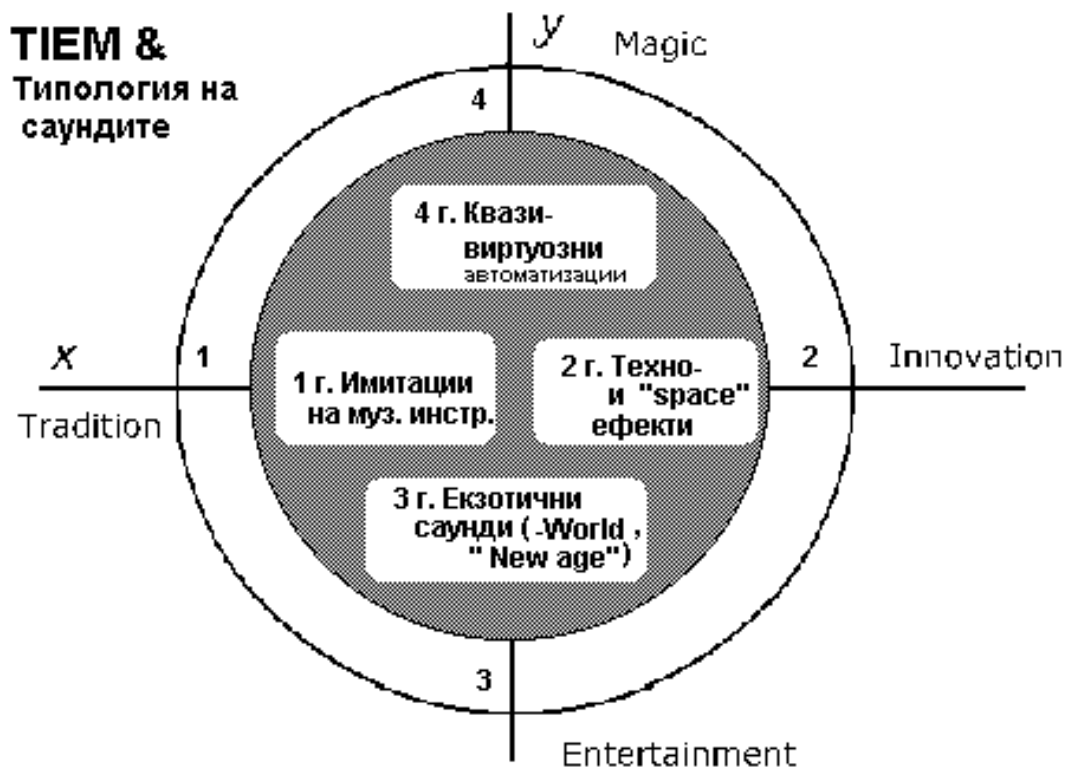 TIEM &
Типология на
саундите
y
Magic
4
4 г. Квази-
виртуозни
автоматизации
x
1
2
Innovation
1 г. Имитации
на муз. инстр.
2 г. Техно-
и "space"
ефекти
Tradition
3 г. Екзотични
саунди (-World ,
" New age")
3
Entertainment